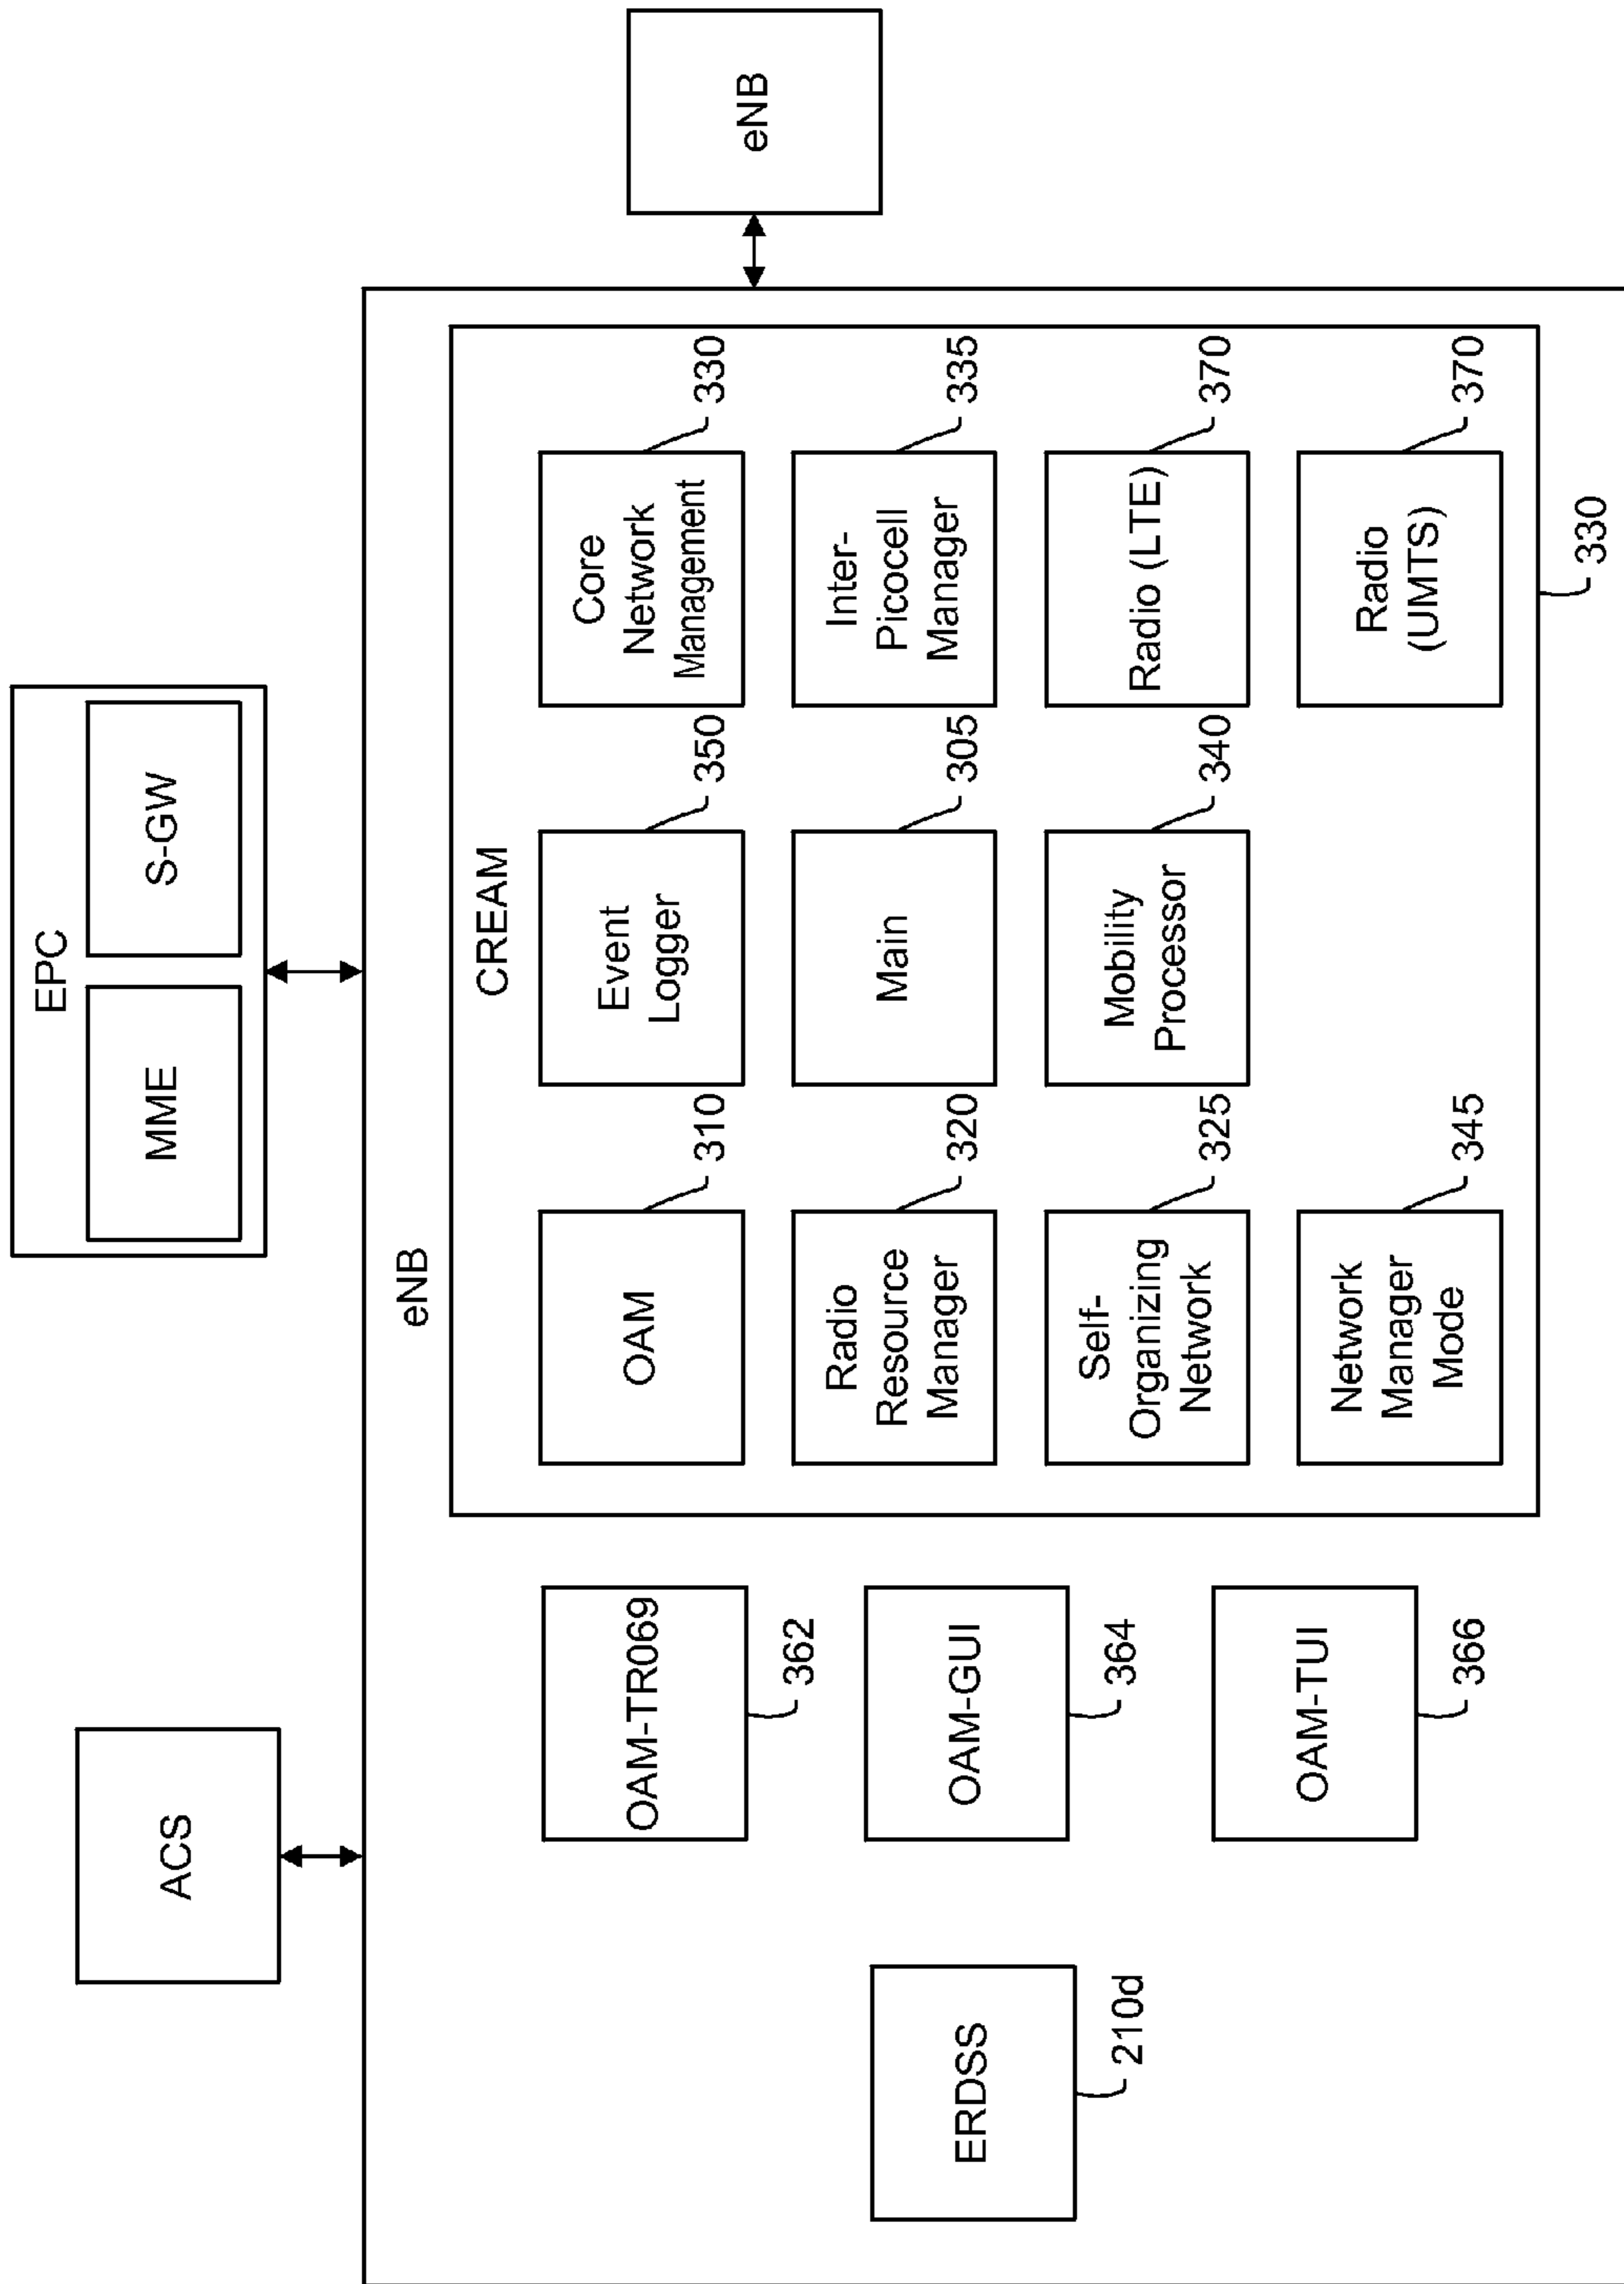 ACS
EPC
MME
S-GW
eNB
eNB
CREAM
OAM
310
Event
Logger
350
Core
Network
Management
330
Radio
Resource
Manager
320
Main
305
Inter-
Picocell
Manager
335
Self-
Organizing
Network
325
Mobility
Processor
340
Radio (LTE)
370
Network
Manager
Mode
345
Radio
(UMTS)
370
330
OAM-TR069
362
OAM-GUI
364
OAM-TUI
366
ERDSS
210d